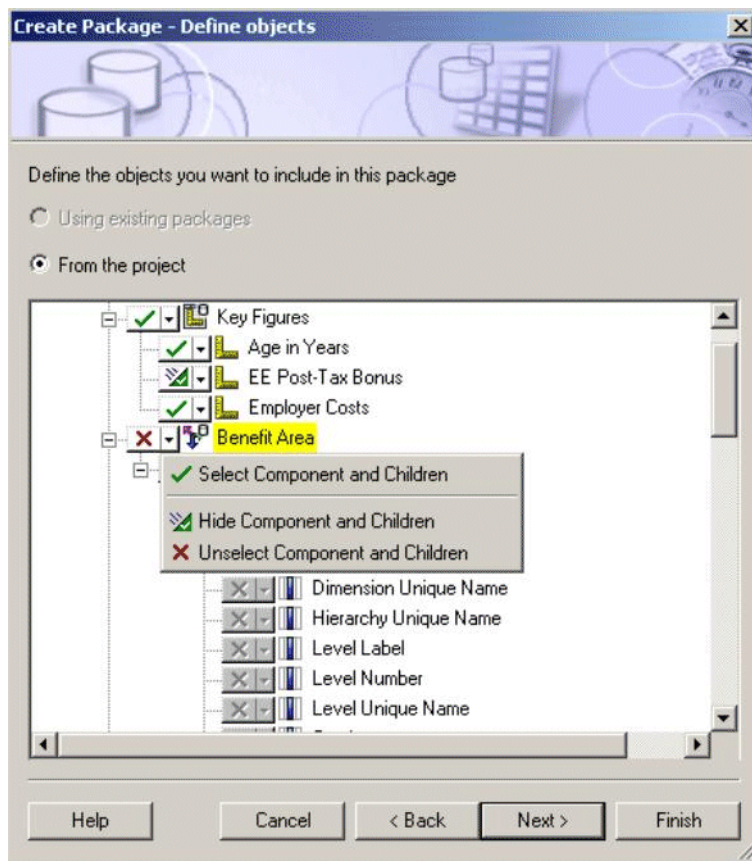 Create Package - Define objects
Define the objects you want to include in this package
Using existing packages
From the project
Key Figures
Age in Years
EE Post-Tax Bonus
Employer Costs
Benefit Area
Select Component and Children
Hide Component and Children
Unselect Component and Children
Dimension Unique Name
Hierarchy Unique Name
Level Label
Level Number
Level Unique Name
Help Cancel < Back Next > Finish